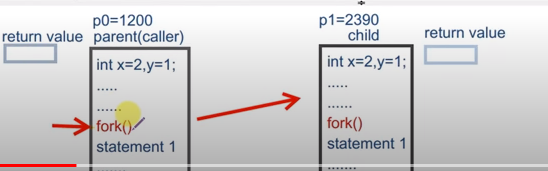 return value
p0=1200
parent(caller)
int x=2,y=1;
.....
......
fork()
statement 1
p1=2390
child
return value
int x=2,y=1;
.....
......
fork()
statement 1
.......